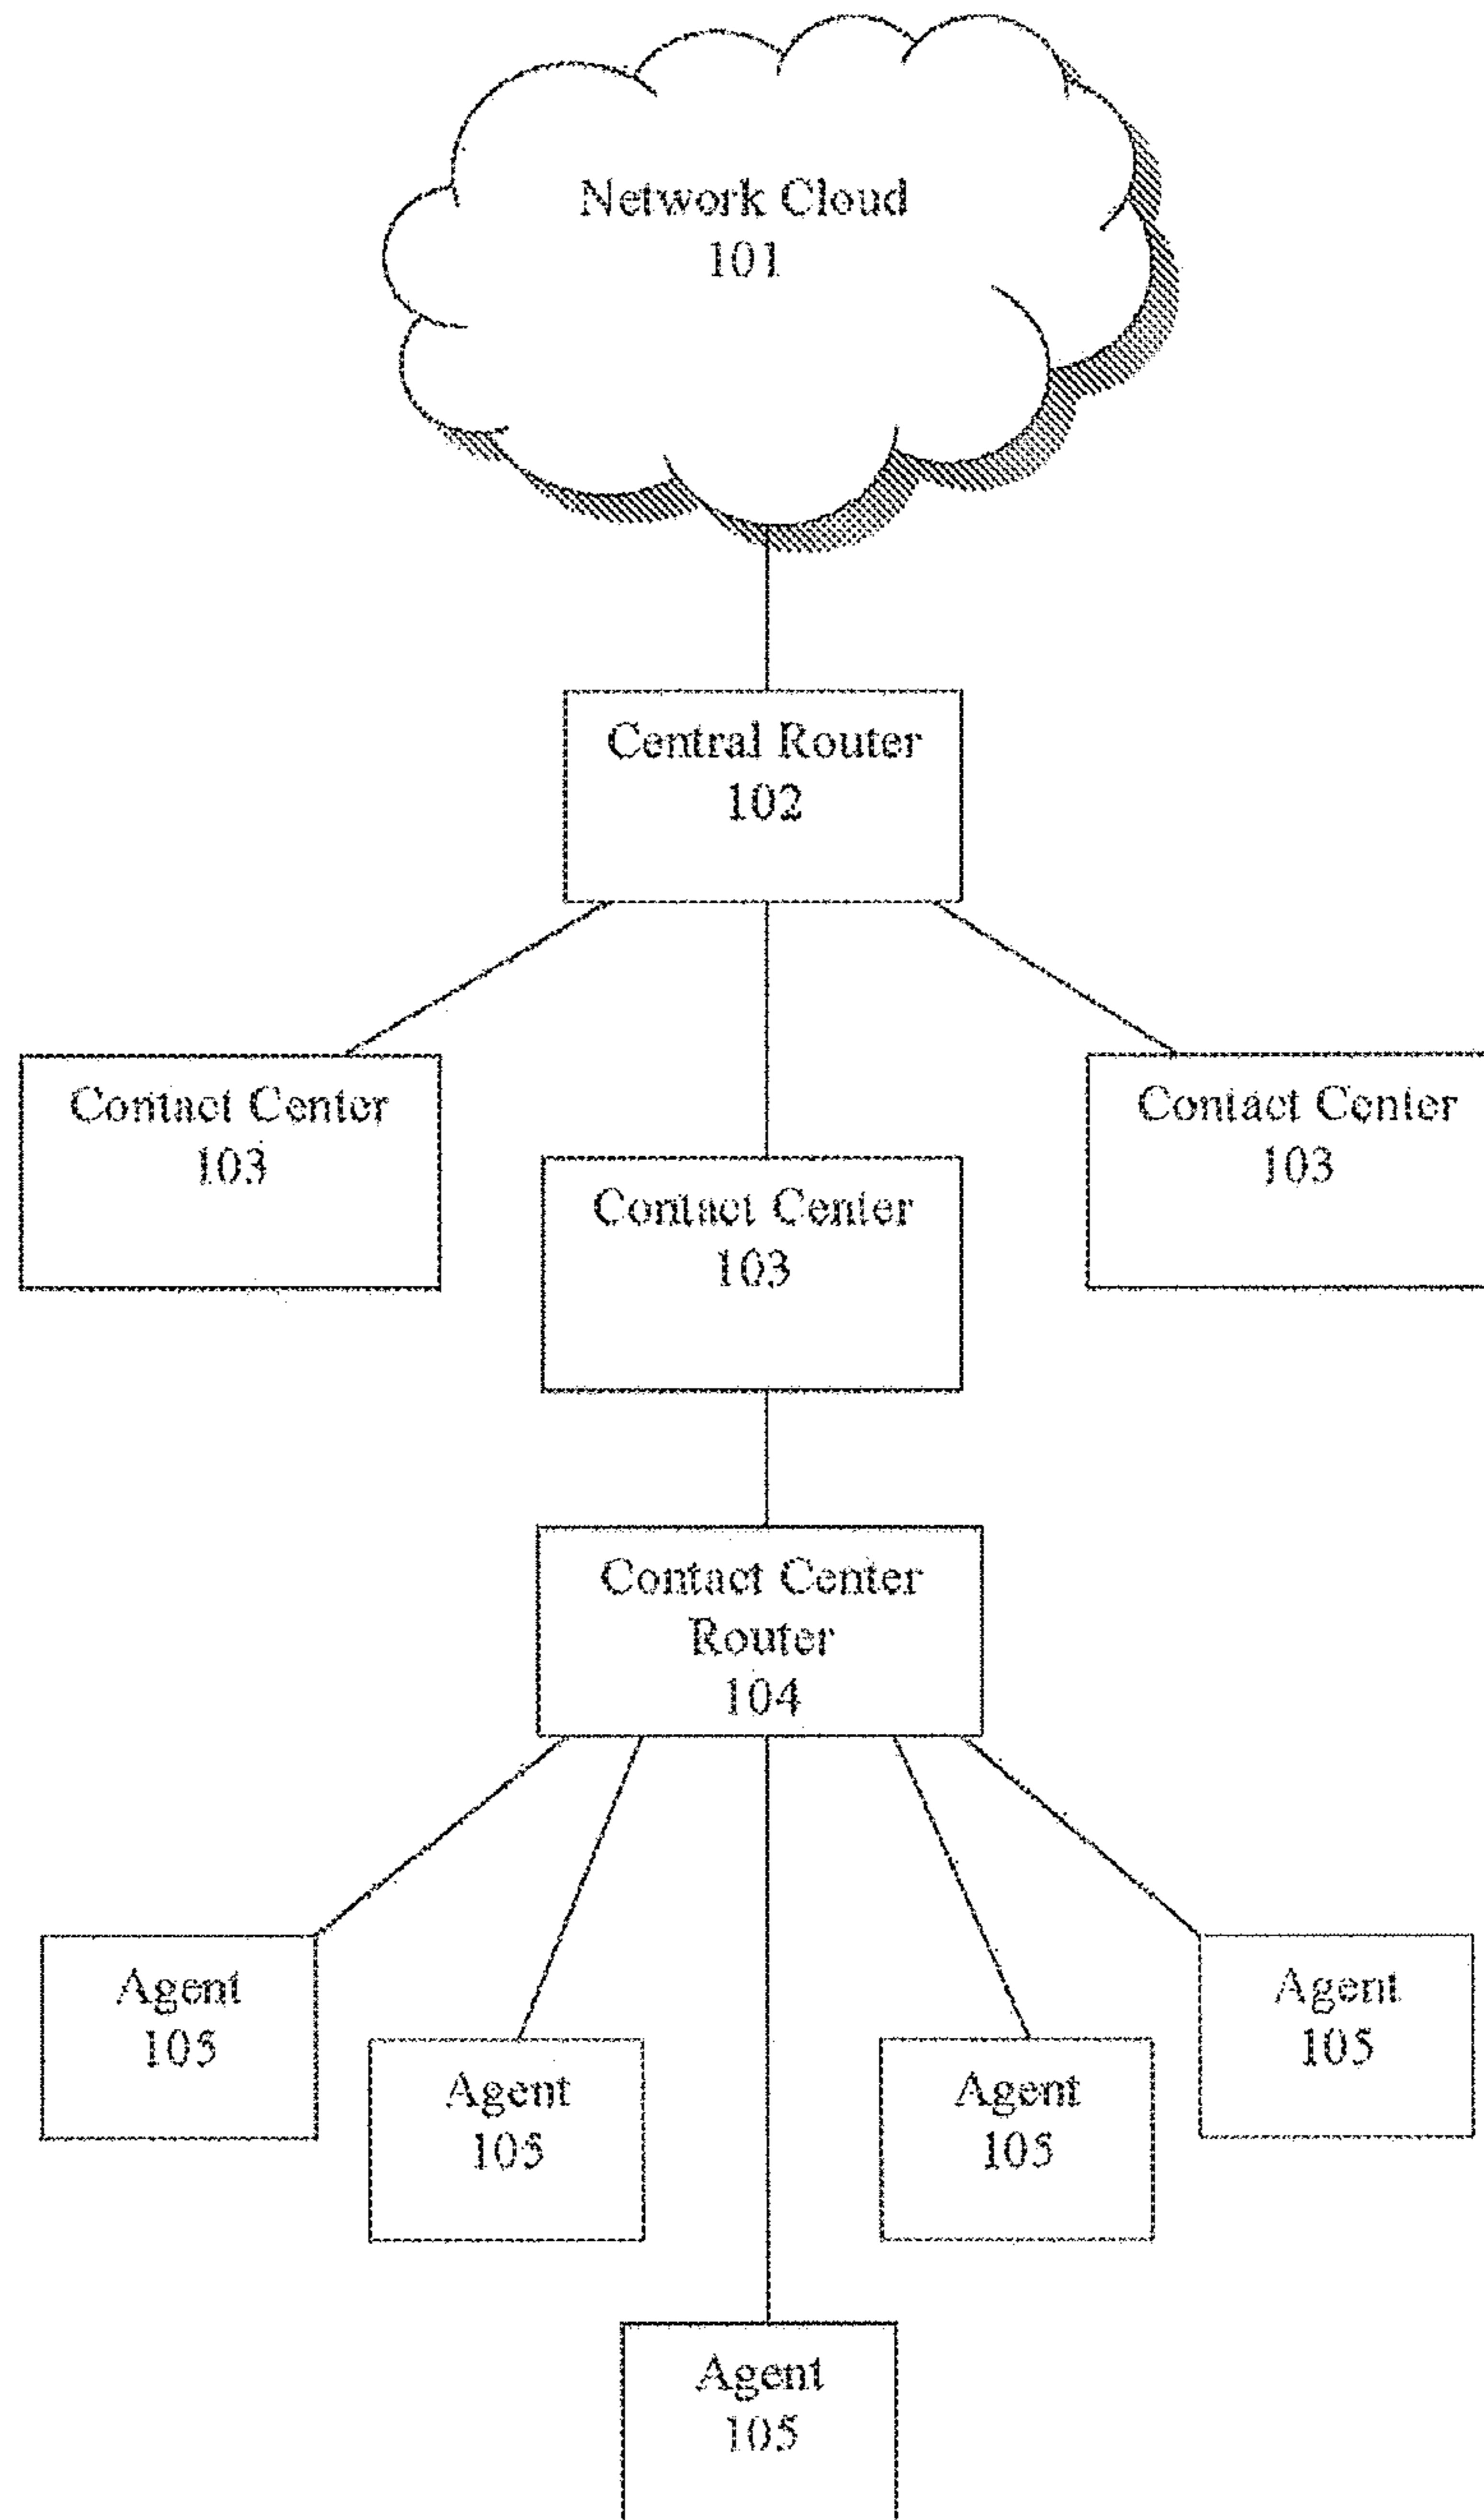 Network Cloud
101
Central Router
102
Contact Center
103
Contact Center
103
Contact Center
103
Contact Center
Router
104
Agent
105
Agent
105
Agent
105
Agent
105
Agent
105